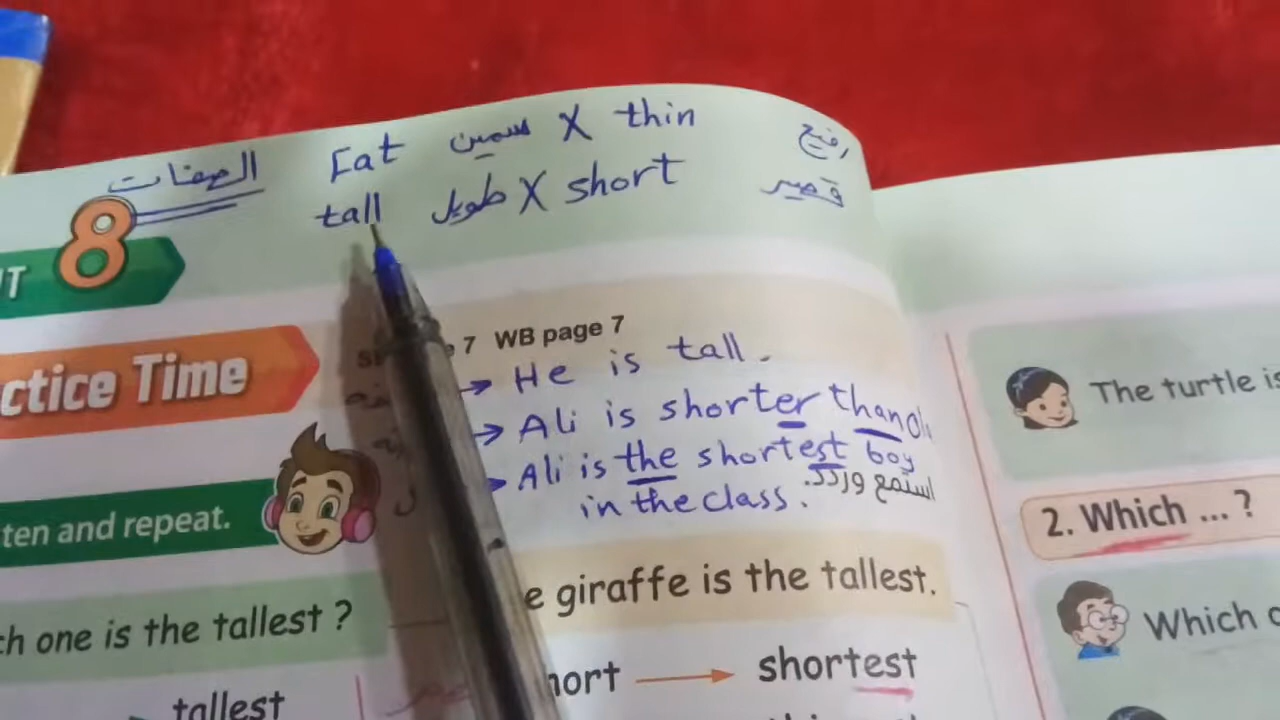 الصفات
Fat سمين X thin رفيع
tall طويل X short قصير
8
ctice Time
7 WB page 7
→ He is tall.
→ Ali is shorter than
Ali is the shortest boy
in the class.
استمع وردد.
ten and repeat.
e giraffe is the tallest.
ch one is the tallest ?
hort → shortest
tallest
The turtle is
2. Which ... ?
Which